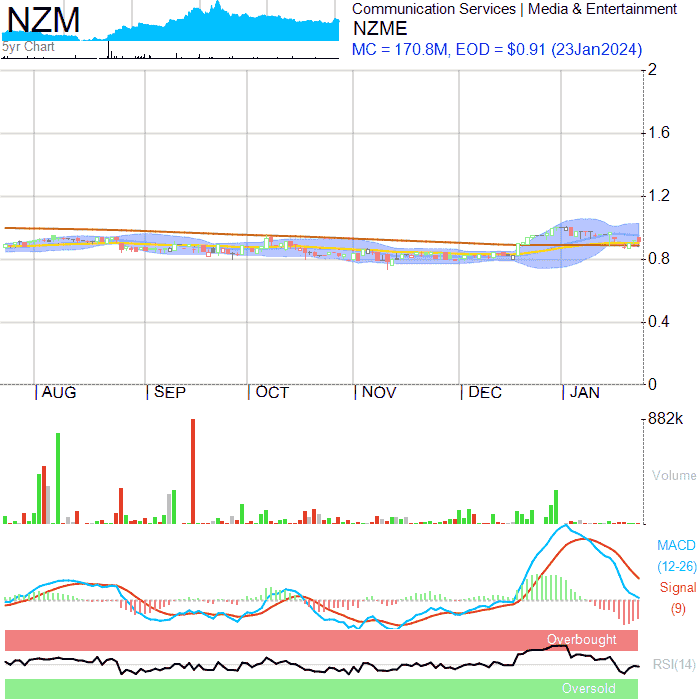 NZM
5yr Chart
Communication Services | Media & Entertainment
NZME
MC = 170.8M, EOD = $0.91 (23Jan2024)
2
1.6
1.2
0.8
0.4
0
AUG SEP OCT NOV DEC JAN
882k
Volume
MACD
(12-26)
Signal
(9)
Overbought
RSI(14)
Oversold